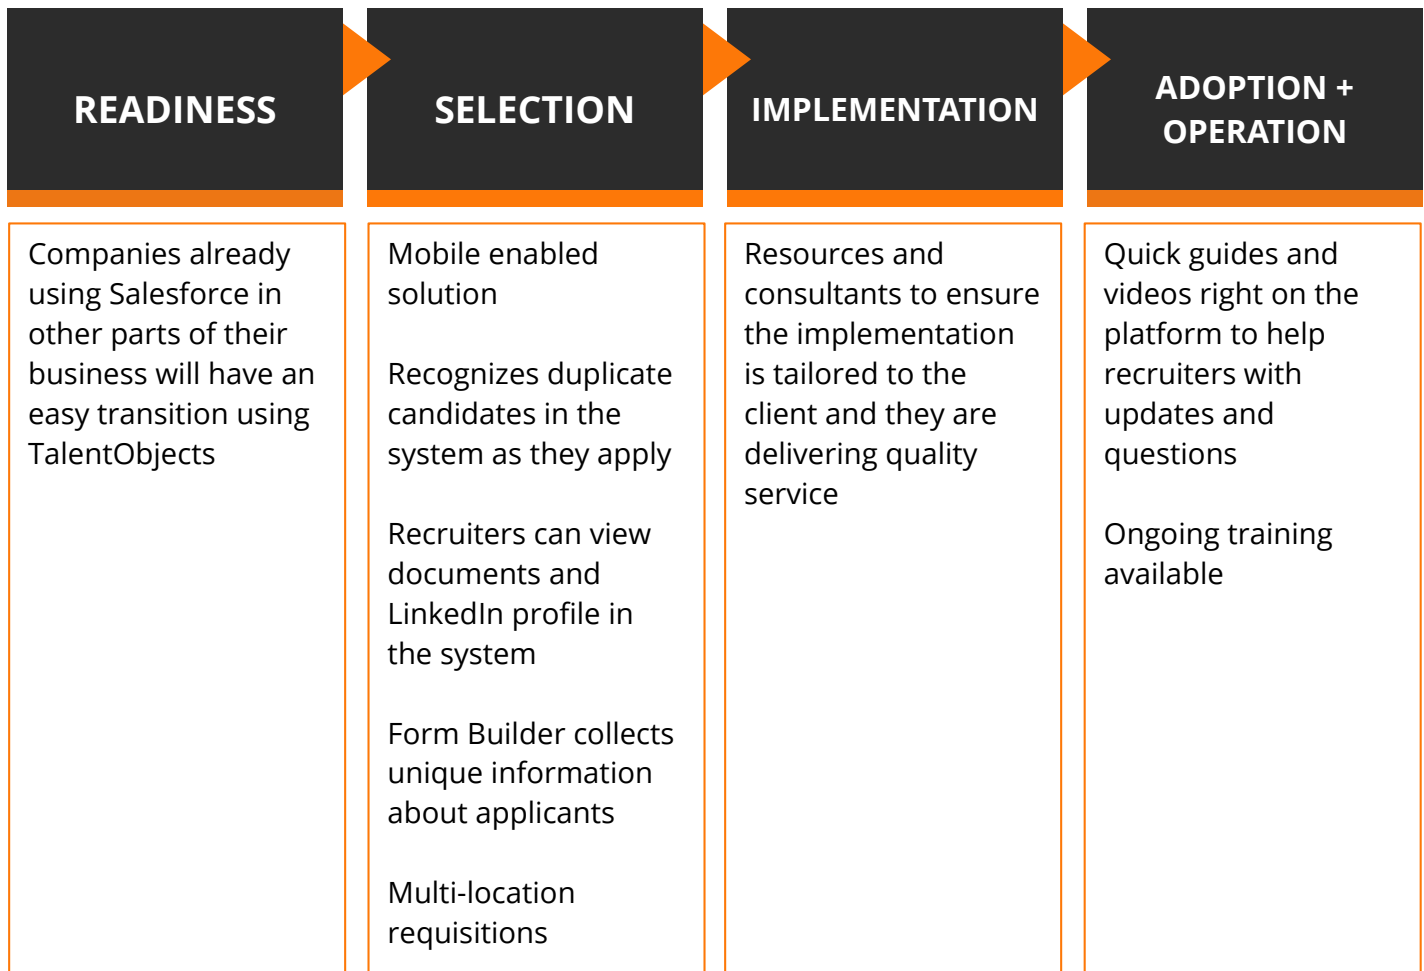 READINESS
SELECTION
IMPLEMENTATION
ADOPTION +
OPERATION
Companies already
using Salesforce in
other parts of their
business will have an
easy transition using
TalentObjects
Mobile enabled
solution
Recognizes duplicate
candidates in the
system as they apply
Recruiters can view
documents and
LinkedIn profile in
the system
Form Builder collects
unique information
about applicants
Multi-location
requisitions
Resources and
consultants to ensure
the implementation
is tailored to the
client and they are
delivering quality
service
Quick guides and
videos right on the
platform to help
recruiters with
updates and
questions
Ongoing training
available